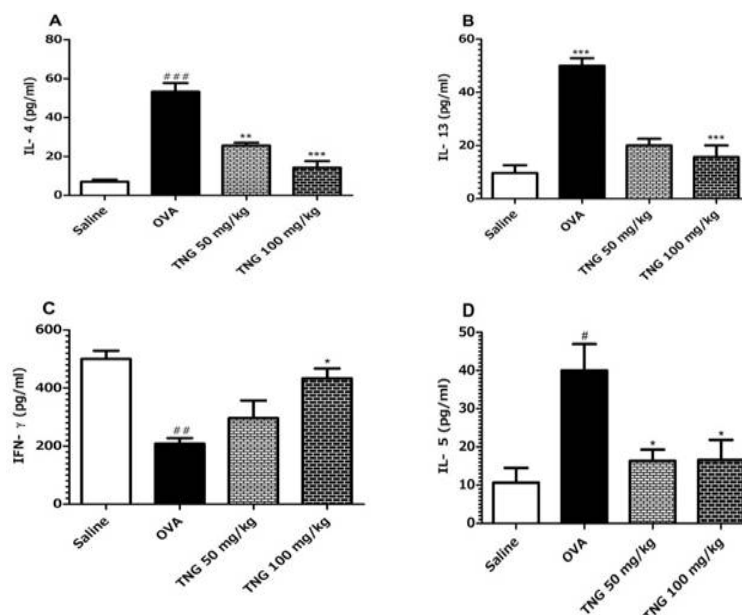 A
IL- 4 (pg/ml)
80
60
40
20
0
###
**
***
Saline
OVA
TNG 50 mg/kg
TNG 100 mg/kg
B
IL- 13 (pg/ml)
60
40
20
0
***
***
Saline
OVA
TNG 50 mg/kg
TNG 100 mg/kg
C
IFN- γ (pg/ml)
600
400
200
0
##
*
Saline
OVA
TNG 50 mg/kg
TNG 100 mg/kg
D
IL- 5 (pg/ml)
50
40
30
20
10
0
#
*
*
Saline
OVA
TNG 50 mg/kg
TNG 100 mg/kg